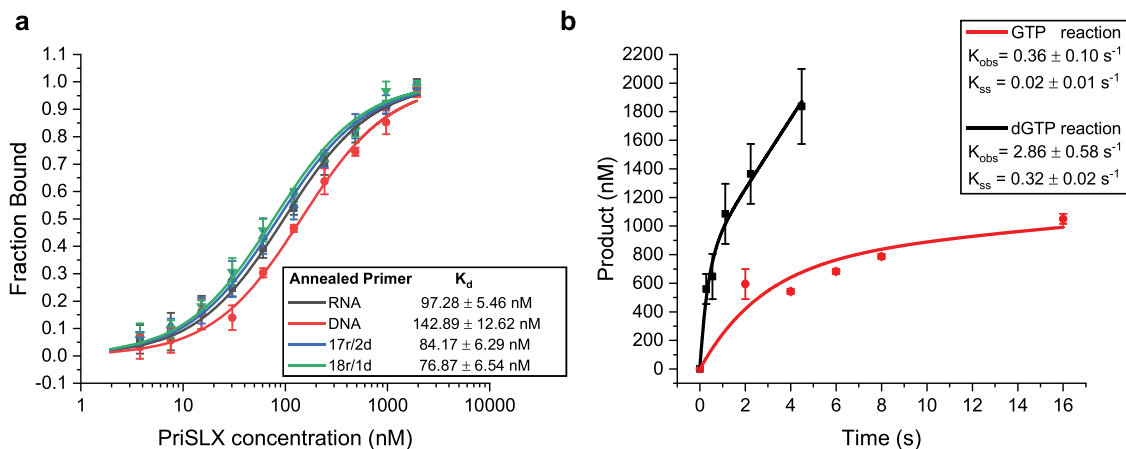 a
1.1
1.0
0.9
0.8
0.7
0.6
0.5
0.4
0.3
0.2
0.1
0.0
-0.1
Fraction Bound
1 10 100 1000 10000
PriSLX concentration (nM)
Annealed Primer Kd
RNA 97.28 ± 5.46 nM
DNA 142.89 ± 12.62 nM
17r/2d 84.17 ± 6.29 nM
18r/1d 76.87 ± 6.54 nM
b
2200
2000
1800
1600
1400
1200
1000
800
600
400
200
0
Product (nM)
0 2 4 6 8 10 12 14 16
Time (s)
GTP reaction
Kobs= 0.36 ± 0.10 s-1
Kss = 0.02 ± 0.01 s-1
dGTP reaction
Kobs= 2.86 ± 0.58 s-1
Kss = 0.32 ± 0.02 s-1